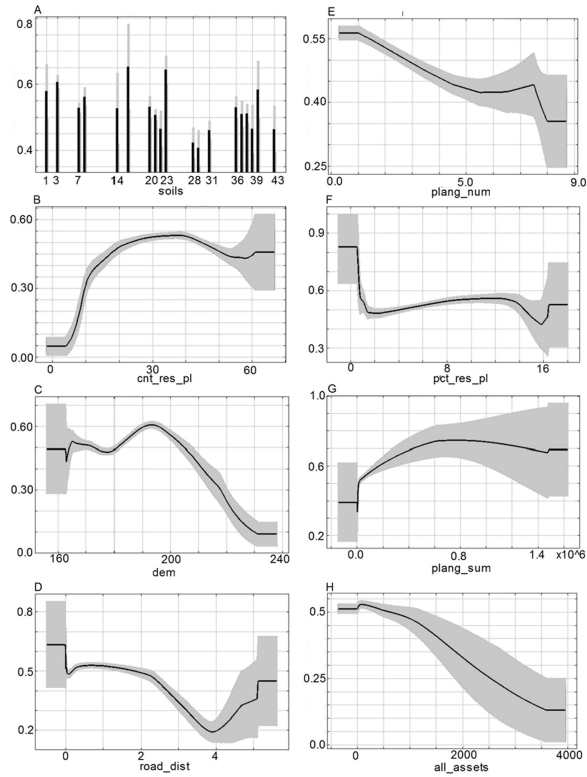 A
0.8
0.6
0.4
1 3 7 14 20 22 23 28 31 36 38 39 43
soils
E
0.55
0.40
0.25
0.0 5.0 9.0
plang_num
B
0.60
0.30
0.00
0 30 60
cnt_res_pl
F
0.9
0.6
0.3
0 8 16
pct_res_pl
C
0.60
0.30
0.0
160 200 240
dem
G
1.0
0.6
0.2
0.0 0.8 1.4 x10^6
plang_sum
D
0.8
0.5
0.2
0 2 4
road_dist
H
0.5
0.0
0 2000 4000
all_assets